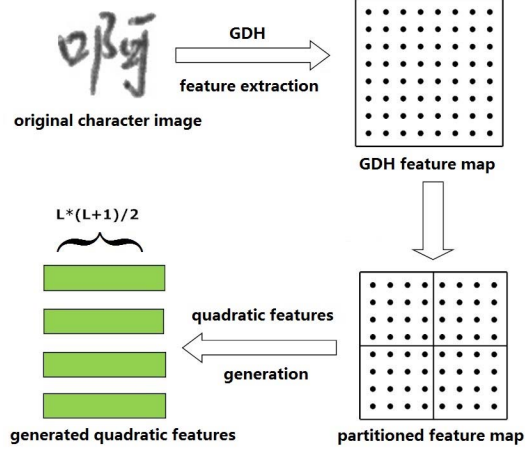 啊
GDH
feature extraction
original character image
GDH feature map
L*(L+1)/2
quadratic features
generation
generated quadratic features
partitioned feature map